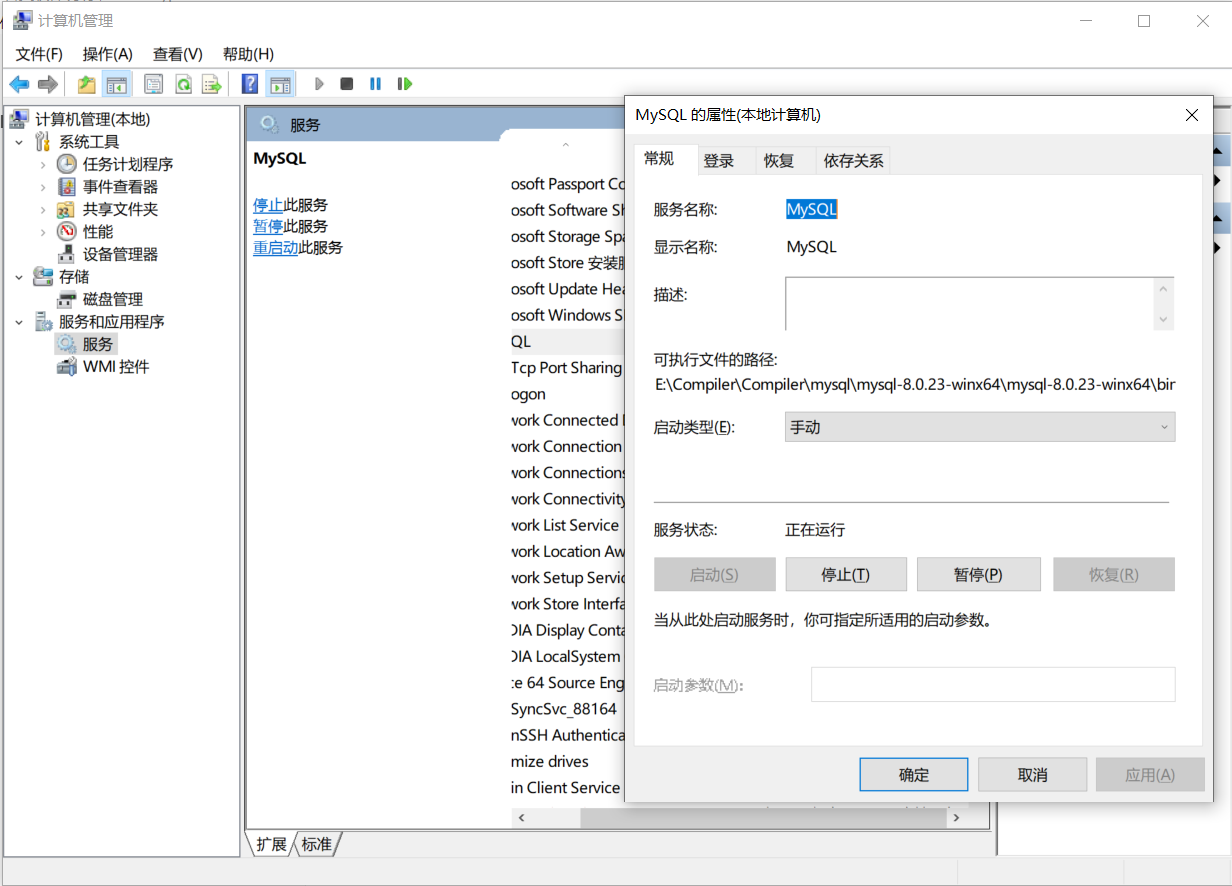 计算机管理
文件(F) 操作(A) 查看(V) 帮助(H)
计算机管理(本地)
系统工具
任务计划程序
事件查看器
共享文件夹
性能
设备管理器
存储
磁盘管理
服务和应用程序
服务
WMI 控件
服务
MySQL
停止此服务
暂停此服务
重启动此服务
osoft Passport Co
osoft Software Sh
osoft Storage Spa
osoft Store 安装服
osoft Update Hea
osoft Windows S
QL
Tcp Port Sharing
ogon
work Connected
work Connection
work Connections
work Connectivity
work List Service
work Location Aw
work Setup Servic
work Store Interfa
DIA Display Conta
DIA LocalSystem
ce 64 Source Eng
SyncSvc_88164
nSSH Authentica
mize drives
in Client Service
扩展 标准
MySQL 的属性(本地计算机)
常规 登录 恢复 依存关系
服务名称: MySQL
显示名称: MySQL
描述:
可执行文件的路径:
E:\Compiler\Compiler\mysql\mysql-8.0.23-winx64\mysql-8.0.23-winx64\bin
启动类型(E): 手动
服务状态: 正在运行
启动(S) 停止(T) 暂停(P) 恢复(R)
当从此处启动服务时，你可指定所适用的启动参数。
启动参数(M):
确定 取消 应用(A)